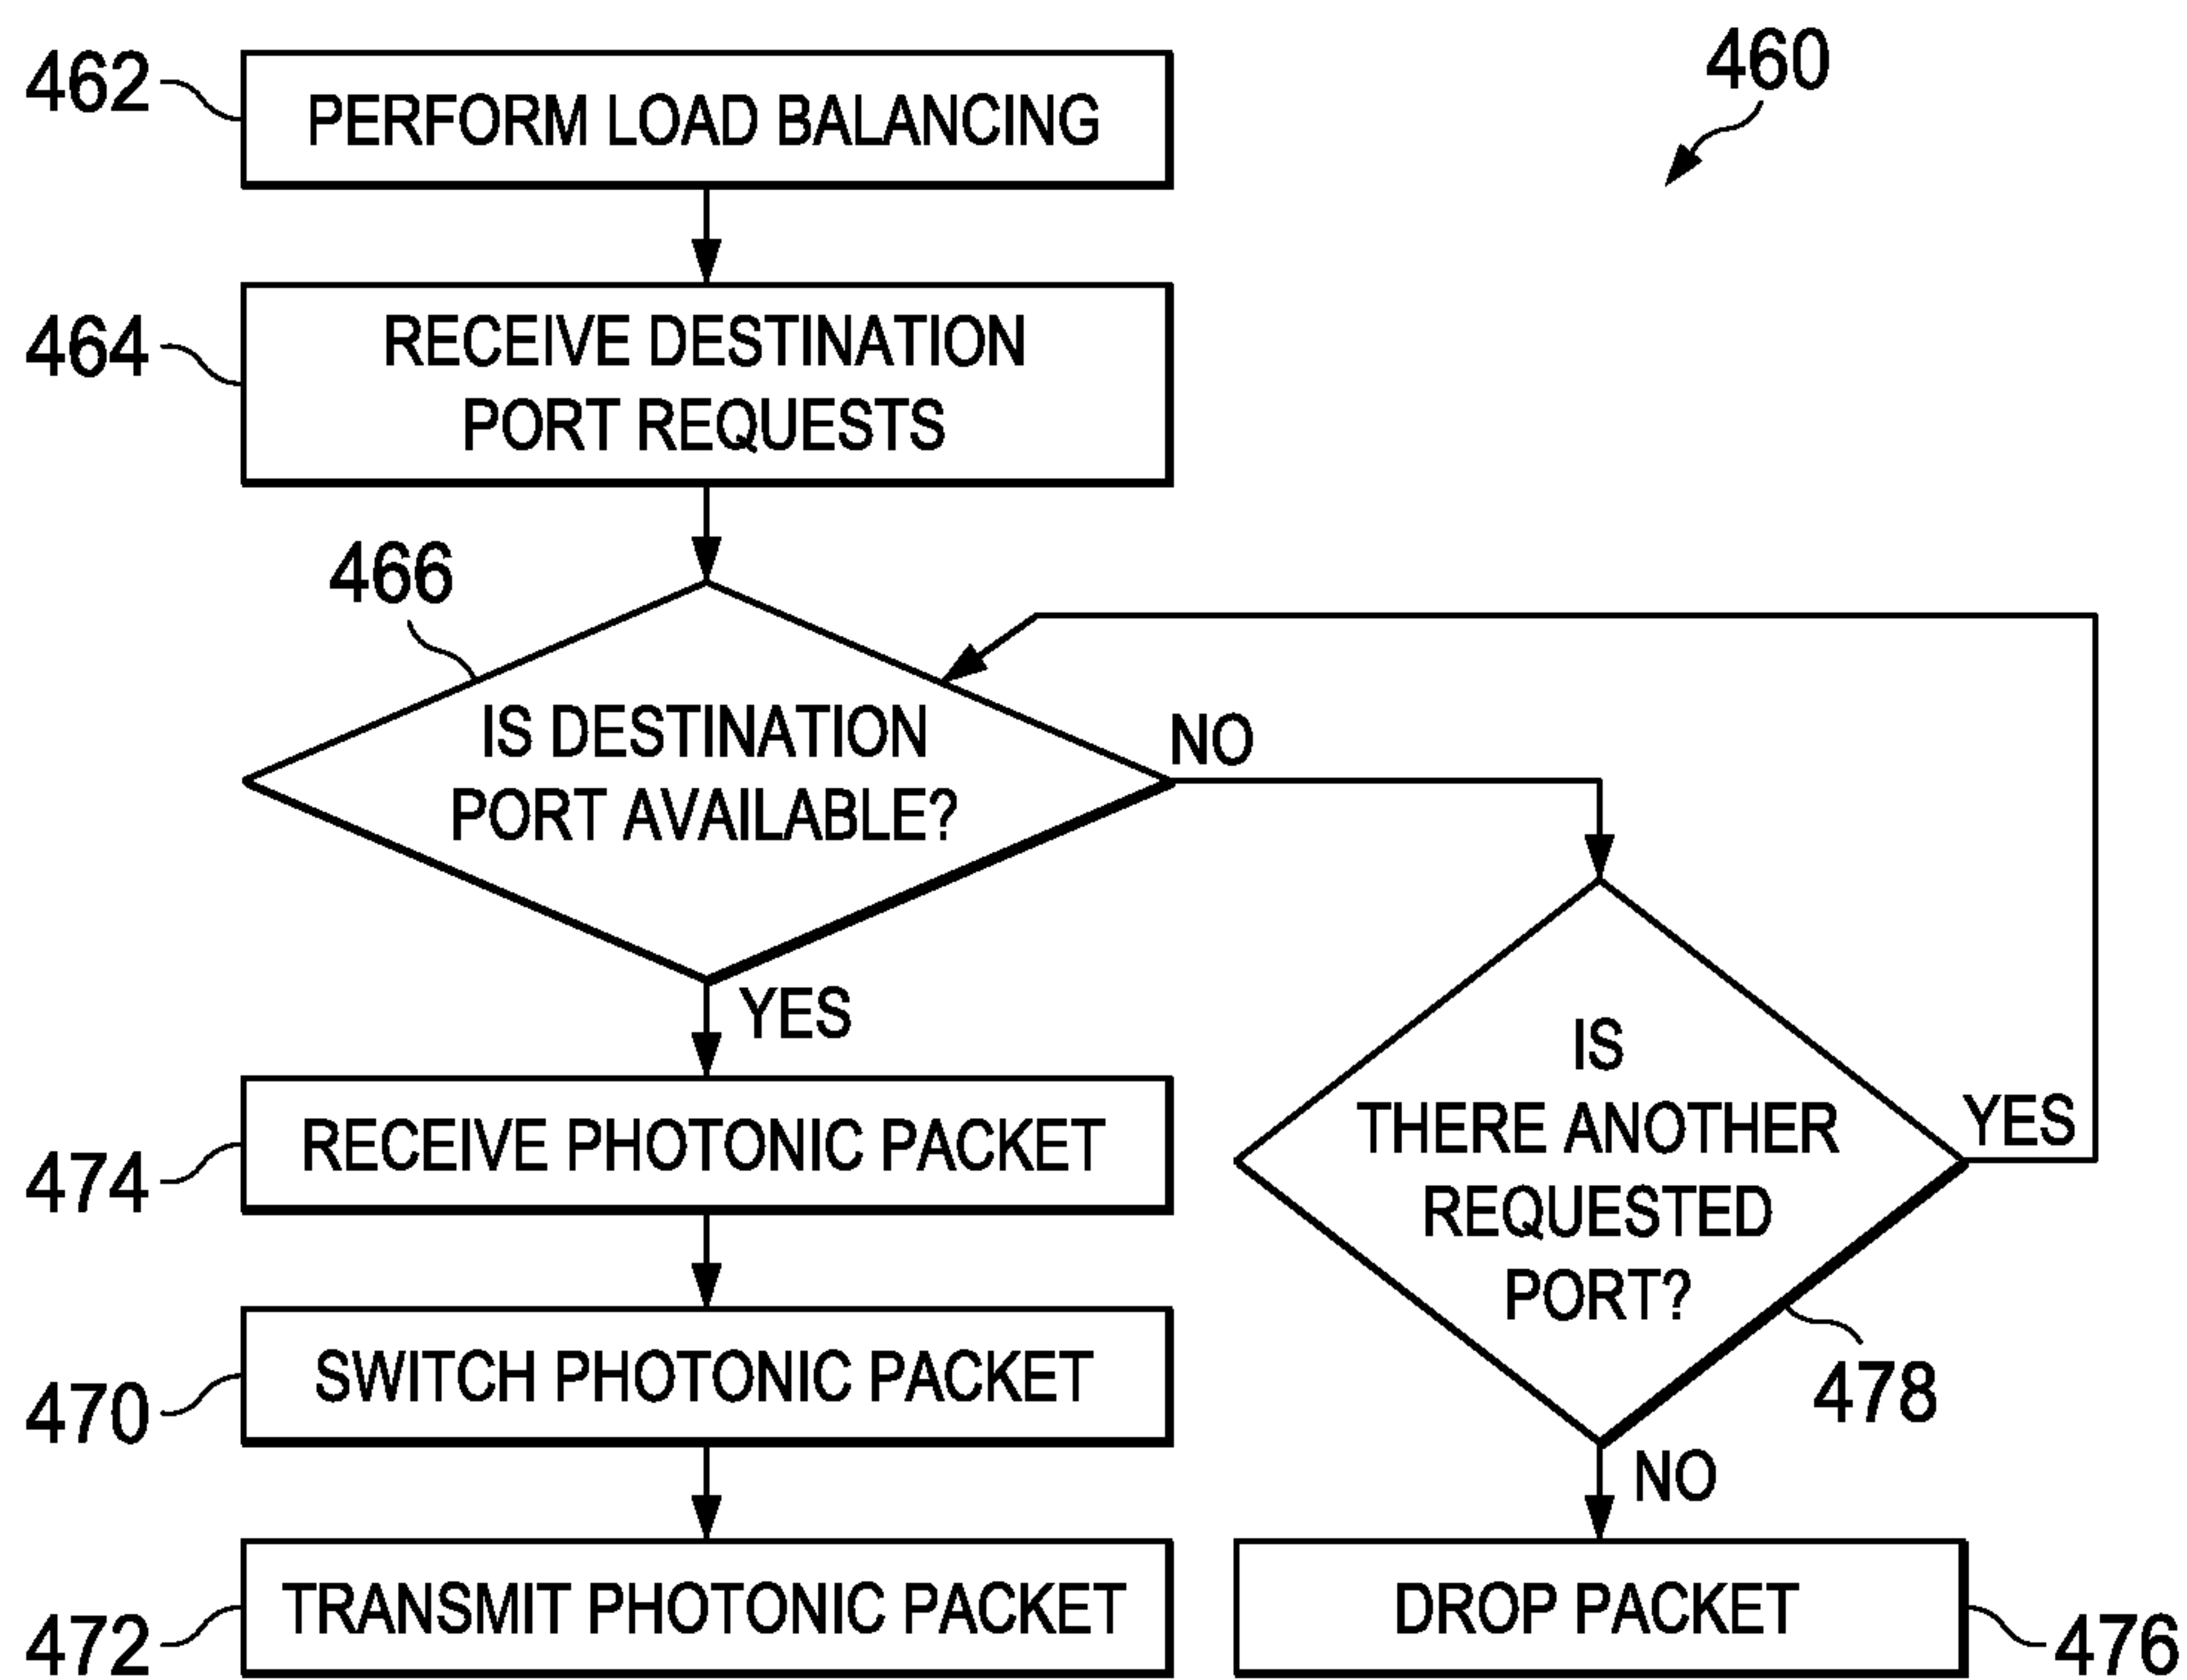 462
PERFORM LOAD BALANCING
460
464
RECEIVE DESTINATION
PORT REQUESTS
466
IS DESTINATION
PORT AVAILABLE?
NO
YES
IS
THERE ANOTHER
REQUESTED
PORT?
YES
478
NO
474
RECEIVE PHOTONIC PACKET
470
SWITCH PHOTONIC PACKET
472
TRANSMIT PHOTONIC PACKET
DROP PACKET
476